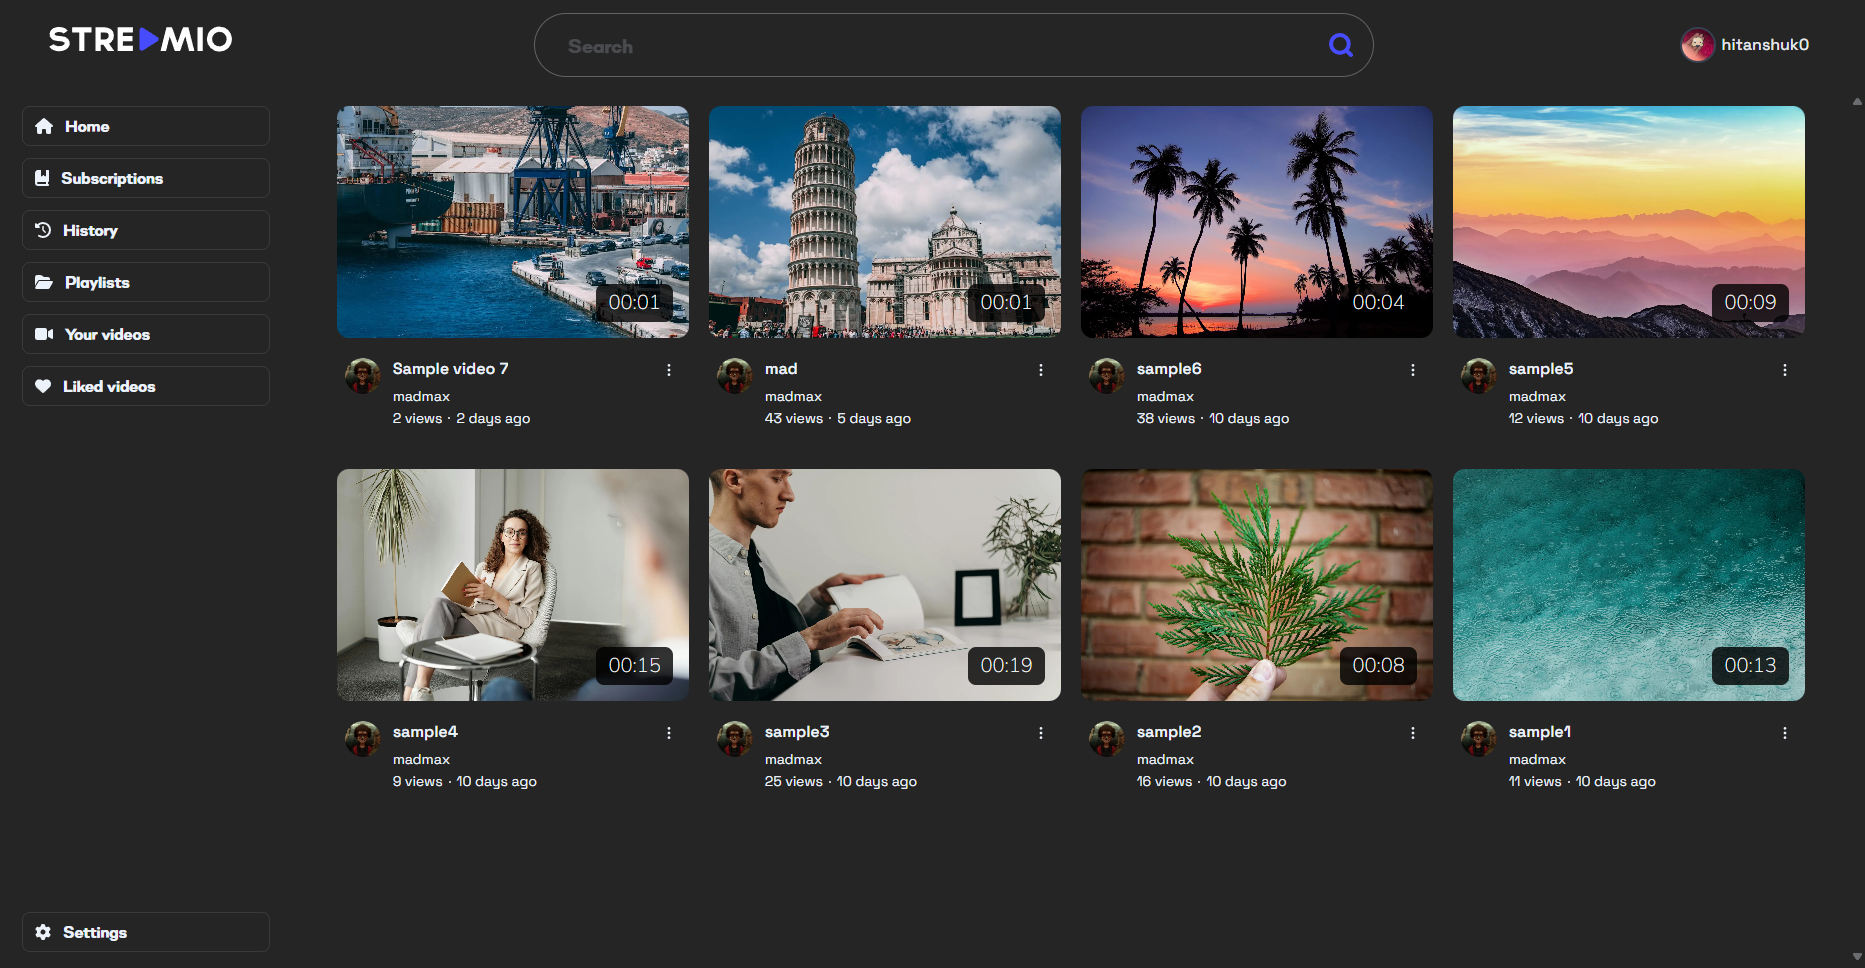 STREAMIO
Search
hitanshuk0
Home
Subscriptions
History
Playlists
Your videos
Liked videos
Settings
00:01
00:01
00:04
00:09
Sample video 7
madmax
2 views · 2 days ago
mad
madmax
43 views · 5 days ago
sample6
madmax
38 views · 10 days ago
sample5
madmax
12 views · 10 days ago
00:15
00:19
00:08
00:13
sample4
madmax
9 views · 10 days ago
sample3
madmax
25 views · 10 days ago
sample2
madmax
16 views · 10 days ago
sample1
madmax
11 views · 10 days ago